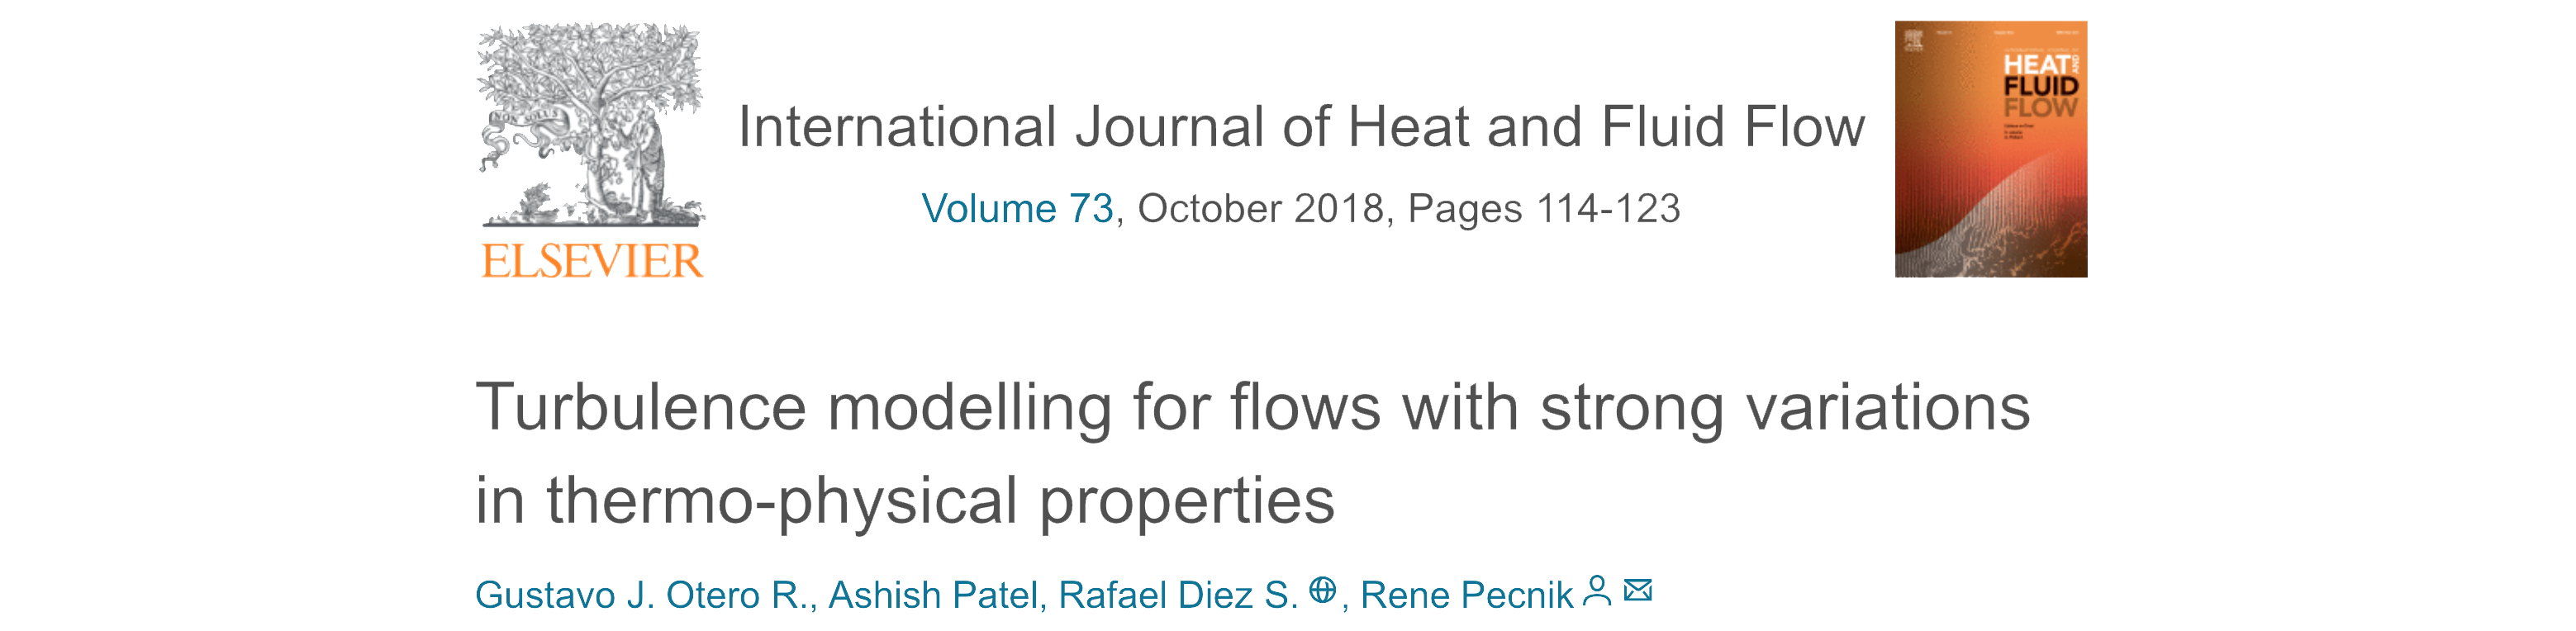 NON SOLUS
ELSEVIER
International Journal of Heat and Fluid Flow
Volume 73, October 2018, Pages 114-123
HEAT AND
FLUID
FLOW
Turbulence modelling for flows with strong variations
in thermo-physical properties
Gustavo J. Otero R., Ashish Patel, Rafael Diez S. , Rene Pecnik